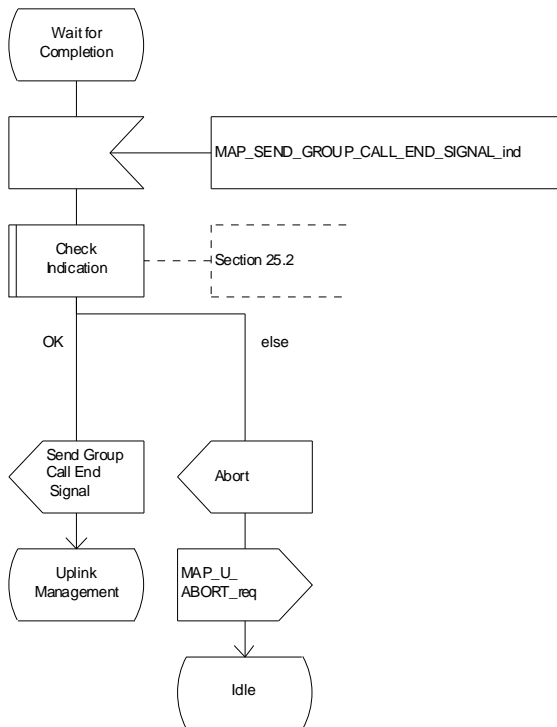 Wait for
Completion
MAP_SEND_GROUP_CALL_END_SIGNAL_ind
Check
Indication
Section 25.2
OK
else
Send Group
Call End
Signal
Abort
Uplink
Management
MAP_U_
ABORT_req
Idle